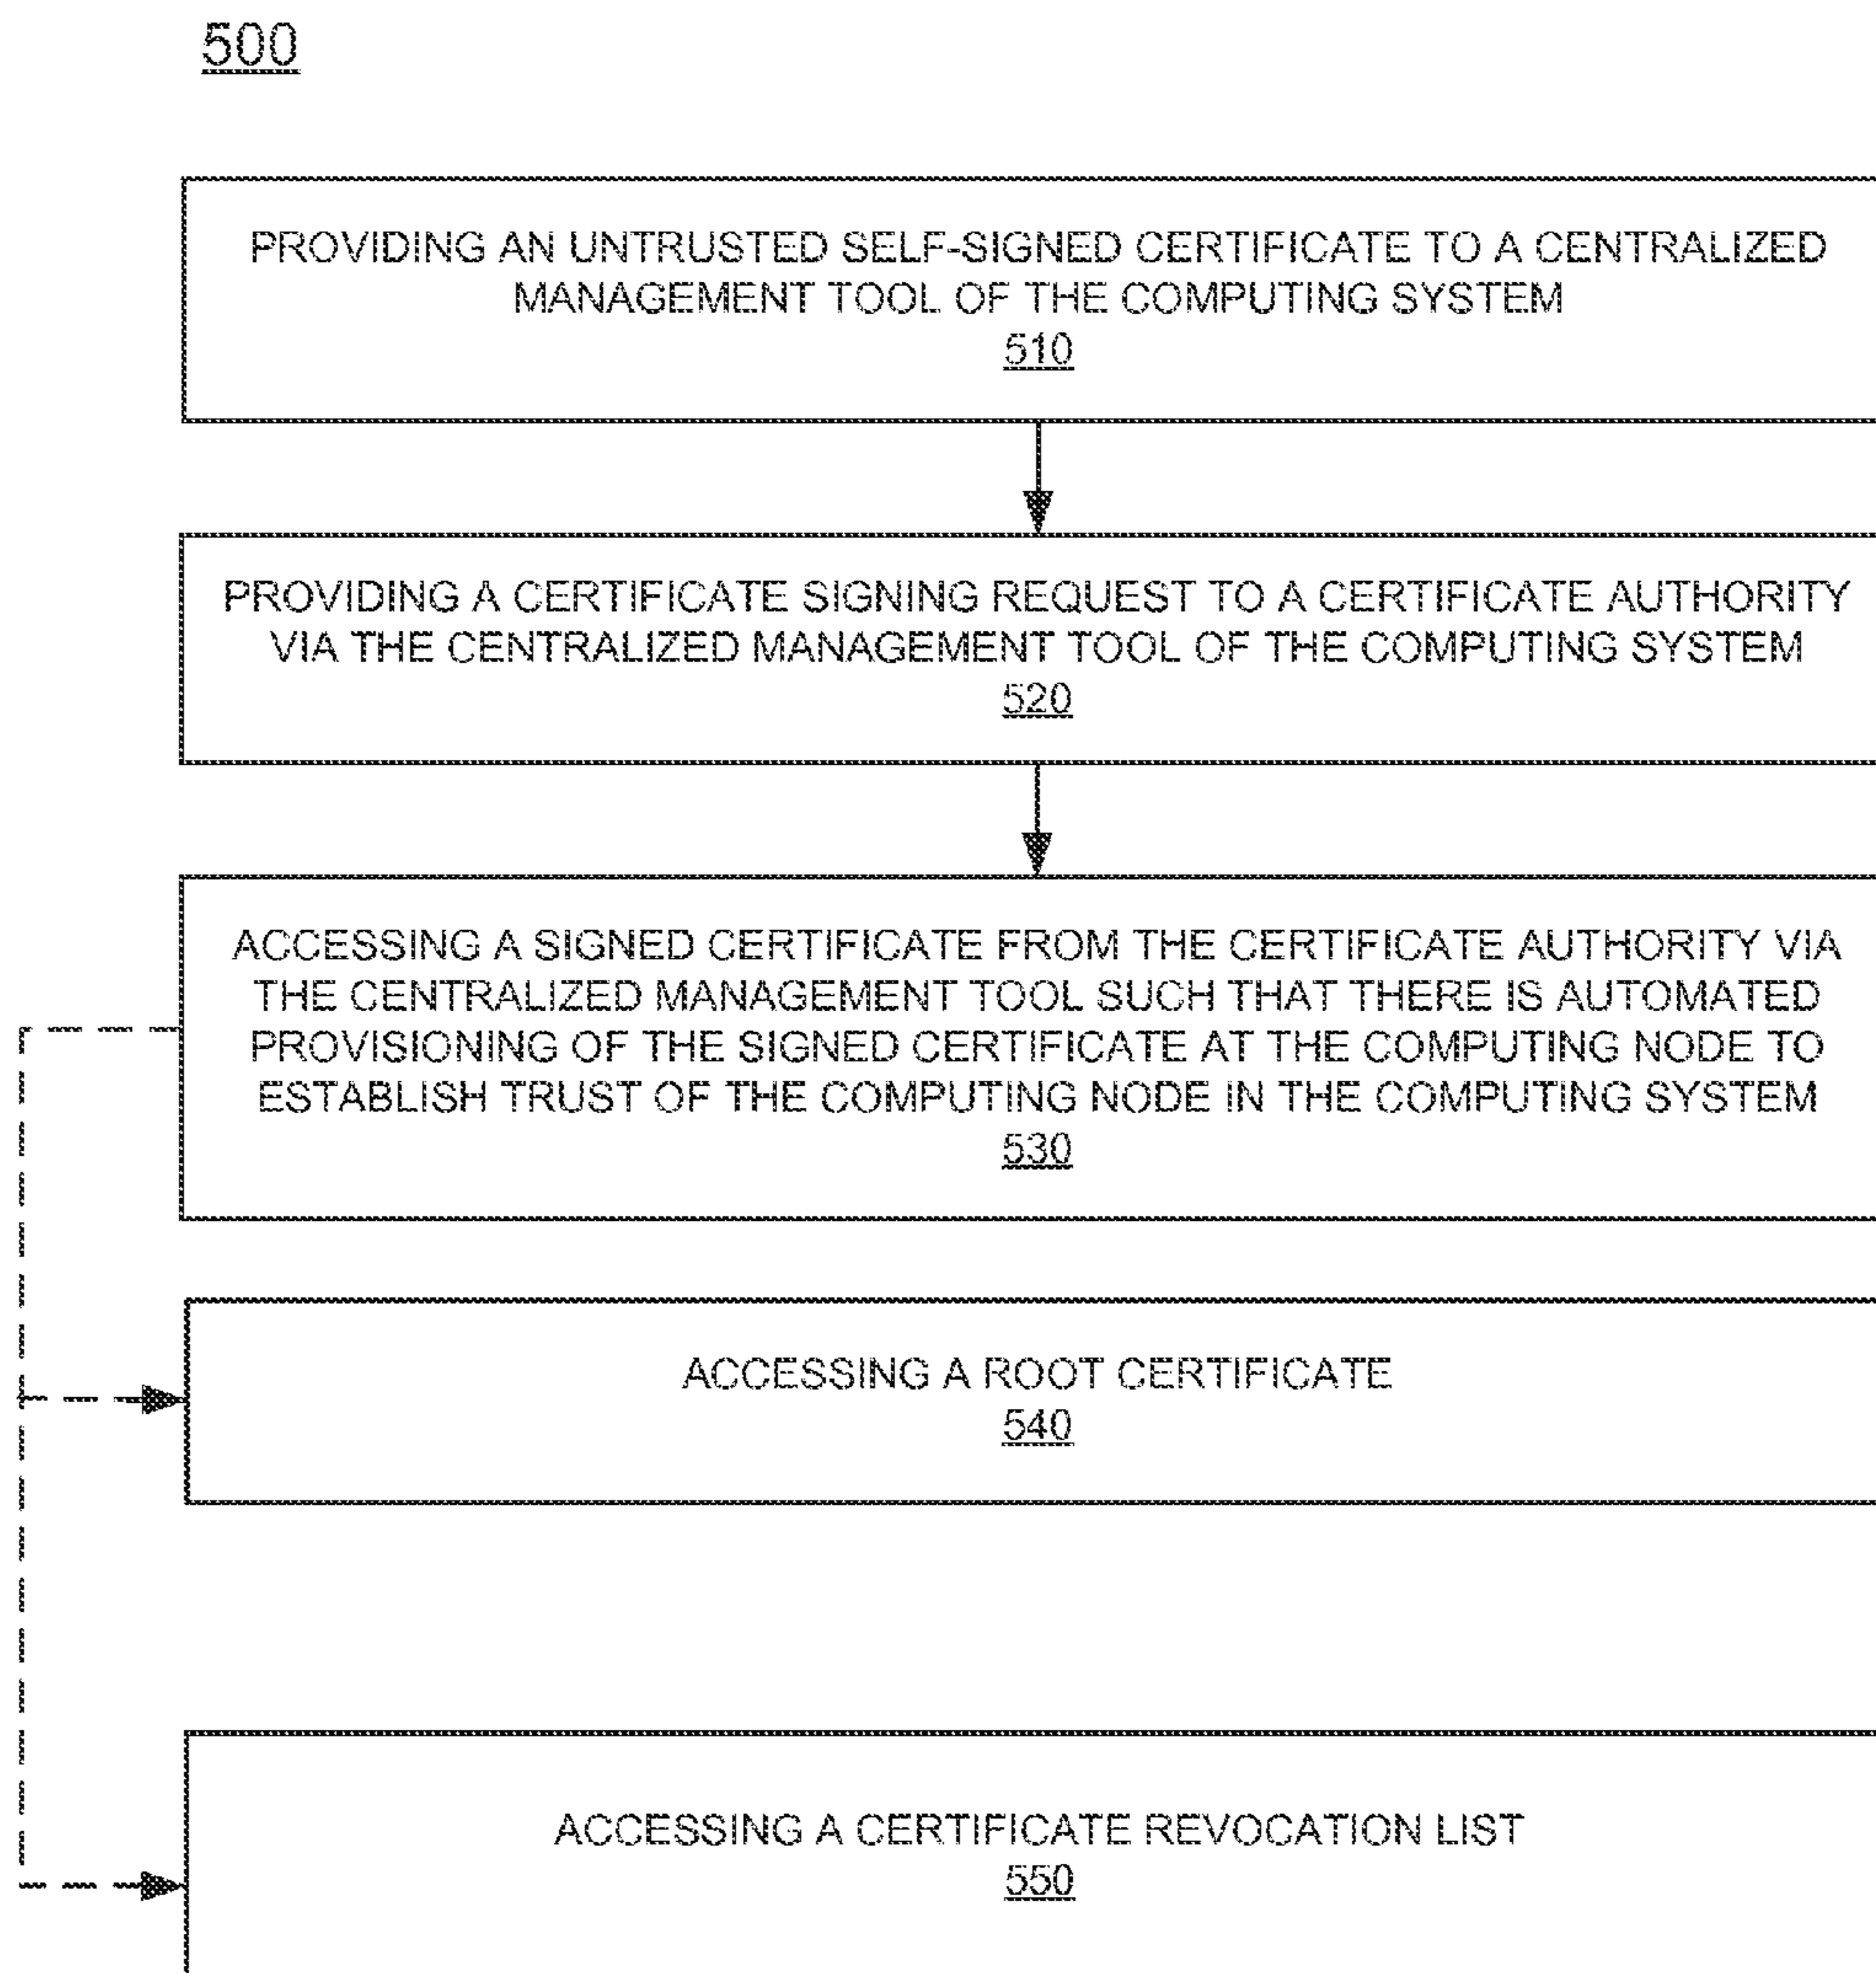 500
PROVIDING AN UNTRUSTED SELF-SIGNED CERTIFICATE TO A CENTRALIZED
MANAGEMENT TOOL OF THE COMPUTING SYSTEM
510
PROVIDING A CERTIFICATE SIGNING REQUEST TO A CERTIFICATE AUTHORITY
VIA THE CENTRALIZED MANAGEMENT TOOL OF THE COMPUTING SYSTEM
520
ACCESSING A SIGNED CERTIFICATE FROM THE CERTIFICATE AUTHORITY VIA
THE CENTRALIZED MANAGEMENT TOOL SUCH THAT THERE IS AUTOMATED
PROVISIONING OF THE SIGNED CERTIFICATE AT THE COMPUTING NODE TO
ESTABLISH TRUST OF THE COMPUTING NODE IN THE COMPUTING SYSTEM
530
ACCESSING A ROOT CERTIFICATE
540
ACCESSING A CERTIFICATE REVOCATION LIST
550